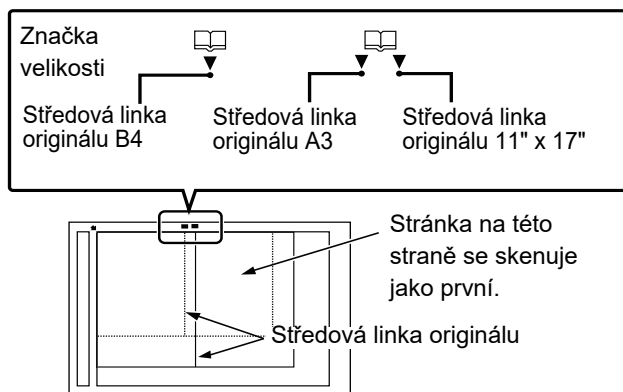 Značka
velikosti
Středová linka
originálu B4
Středová linka
originálu A3
Středová linka
originálu 11" x 17"
Stránka na této
straně se skenuje
jako první.
Středová linka originálu